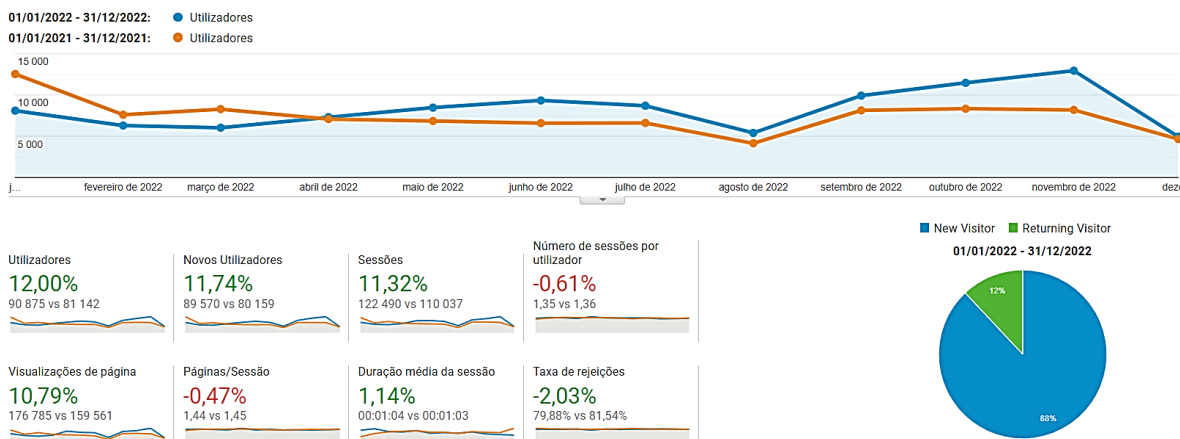 01/01/2022 - 31/12/2022: Utilizadores
01/01/2021 - 31/12/2021: Utilizadores
15 000
10 000
5 000
j... fevereiro de 2022 março de 2022 abril de 2022 maio de 2022 junho de 2022 julho de 2022 agosto de 2022 setembro de 2022 outubro de 2022 novembro de 2022 deze
New Visitor Returning Visitor
01/01/2022 - 31/12/2022
12%
88%
Utilizadores
12,00%
90 875 vs 81 142
Novos Utilizadores
11,74%
89 570 vs 80 159
Sessões
11,32%
122 490 vs 110 037
Número de sessões por
utilizador
-0,61%
1,35 vs 1,36
Visualizações de página
10,79%
176 785 vs 159 561
Páginas/Sessão
-0,47%
1,44 vs 1,45
Duração média da sessão
1,14%
00:01:04 vs 00:01:03
Taxa de rejeições
-2,03%
79,88% vs 81,54%